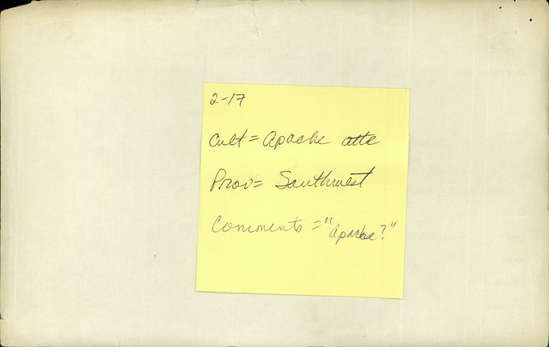 2-17
Cult = Apache atte
Prov = Southwest
Comments = "Apache?"